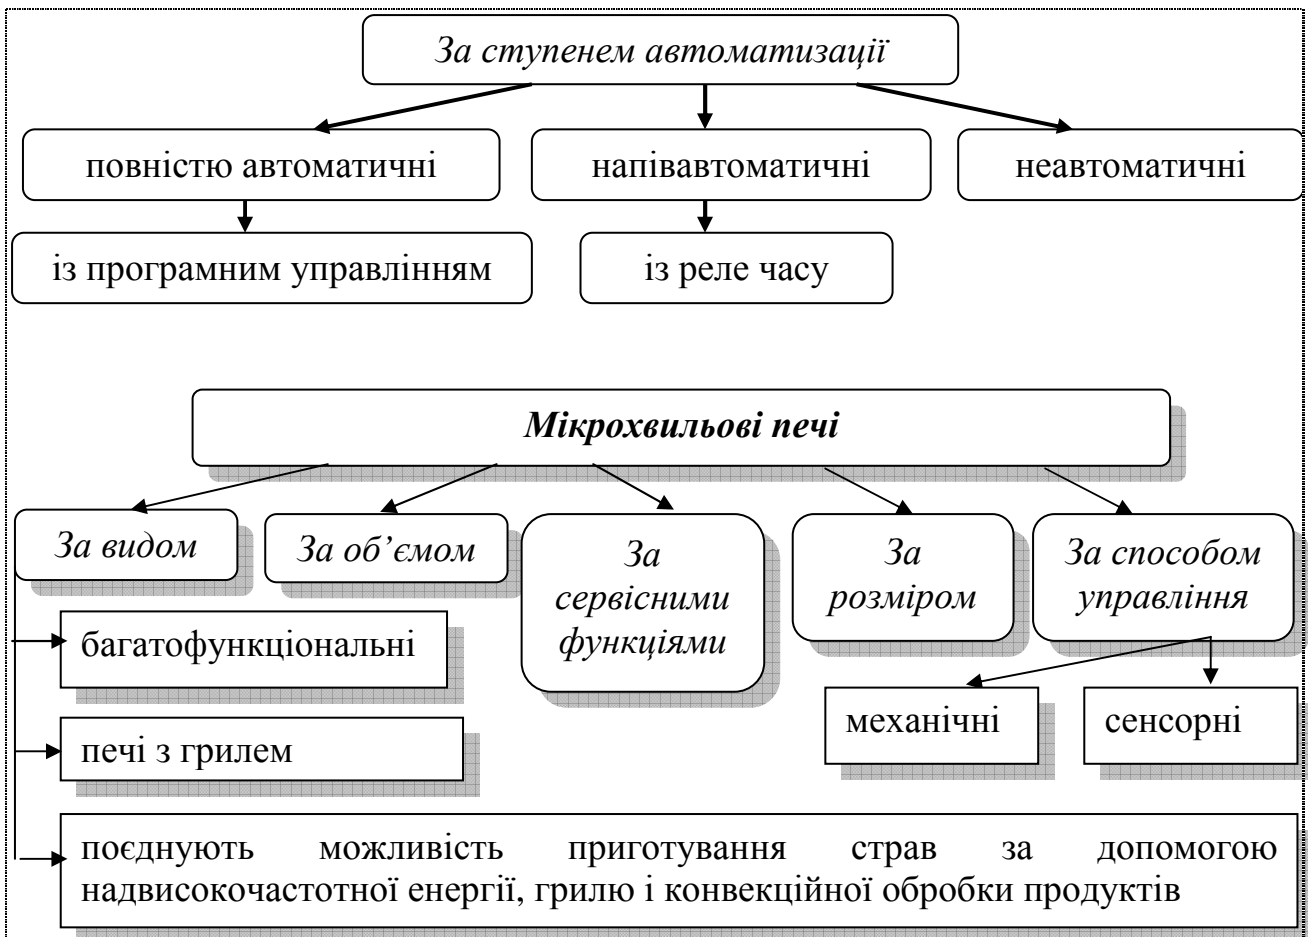 За ступенем автоматизації
повністю автоматичні
напівавтоматичні
неавтоматичні
із програмним управлінням
із реле часу
Мікрохвильові печі
За видом
За об’ємом
За
сервісними
функціями
За
розміром
За способом
управління
багатофункціональні
механічні
сенсорні
печі з грилем
поєднують можливість приготування страв за допомогою
надвисокочастотної енергії, грилю і конвекційної обробки продуктів